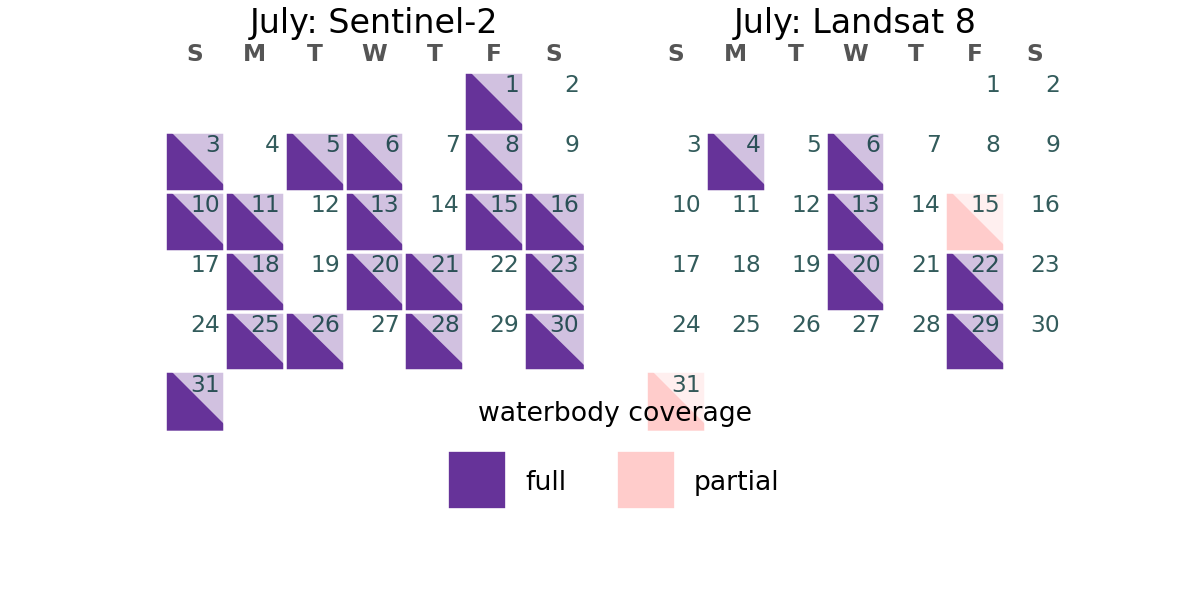 July: Sentinel-2
S M T W T F S
1 2
3 4 5 6 7 8 9
10 11 12 13 14 15 16
17 18 19 20 21 22 23
24 25 26 27 28 29 30
31
July: Landsat 8
S M T W T F S
1 2
3 4 5 6 7 8 9
10 11 12 13 14 15 16
17 18 19 20 21 22 23
24 25 26 27 28 29 30
31
waterbody coverage
full partial